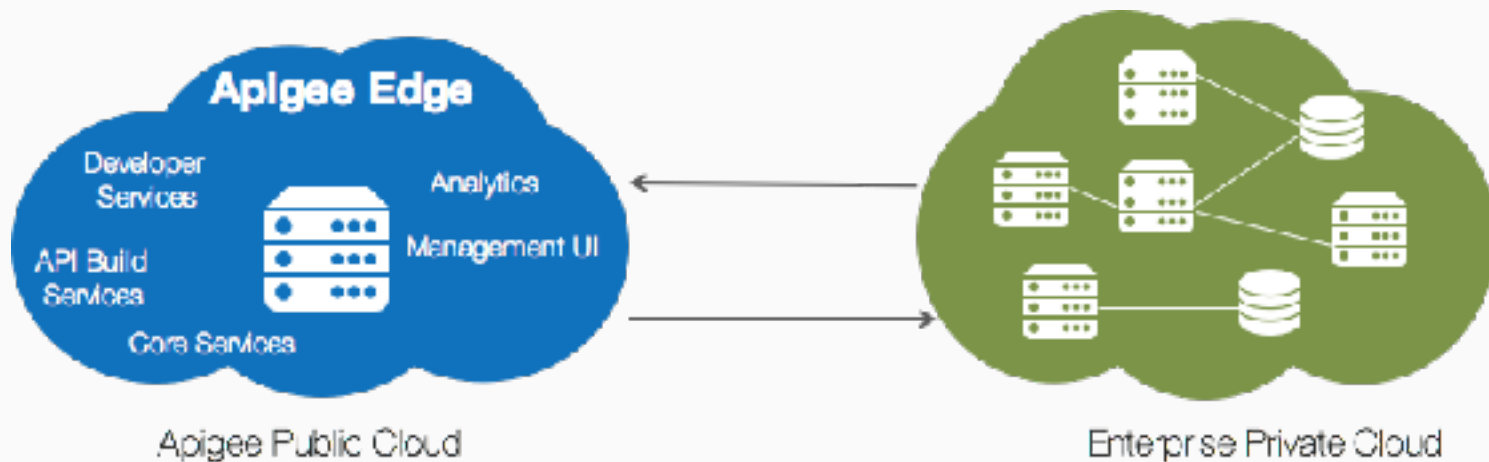 Apigee Edge
Developer
Services
Analytics
Management UI
API Build
Services
Core Services
Apigee Public Cloud
Enterprise Private Cloud